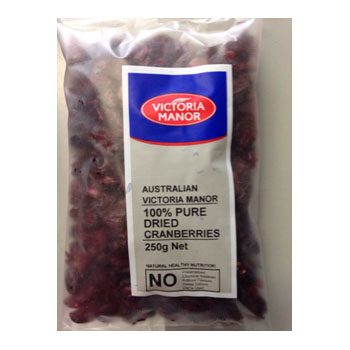 VICTORIA
MANOR
AUSTRALIAN
VICTORIA MANOR
100% PURE
DRIED
CRANBERRIES
250g Net
NATURAL HEALTHY NUTRITION
NO